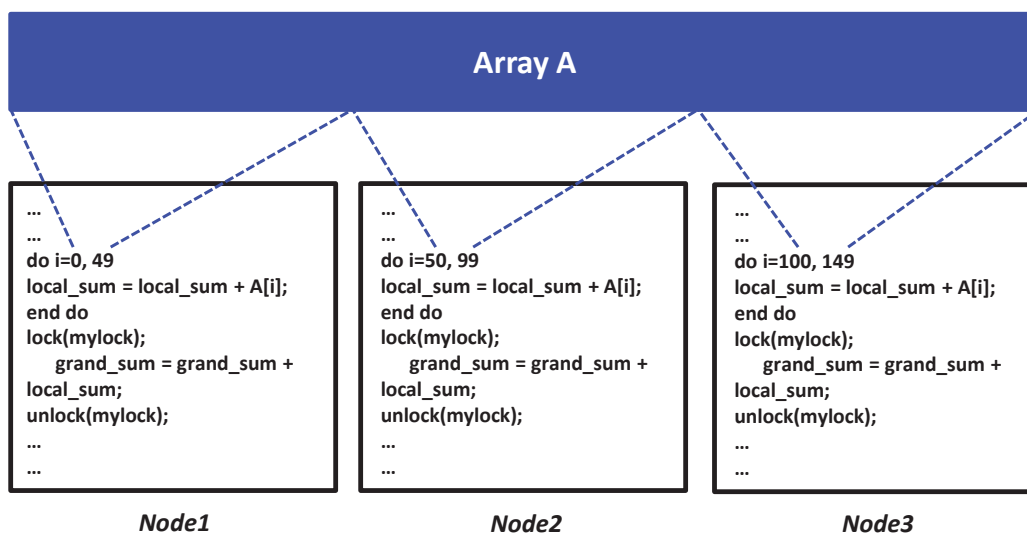 Array A
...
...
do i=0, 49
local_sum = local_sum + A[i];
end do
lock(mylock);
grand_sum = grand_sum +
local_sum;
unlock(mylock);
...
...
Node1
...
...
do i=50, 99
local_sum = local_sum + A[i];
end do
lock(mylock);
grand_sum = grand_sum +
local_sum;
unlock(mylock);
...
...
Node2
...
...
do i=100, 149
local_sum = local_sum + A[i];
end do
lock(mylock);
grand_sum = grand_sum +
local_sum;
unlock(mylock);
...
...
Node3